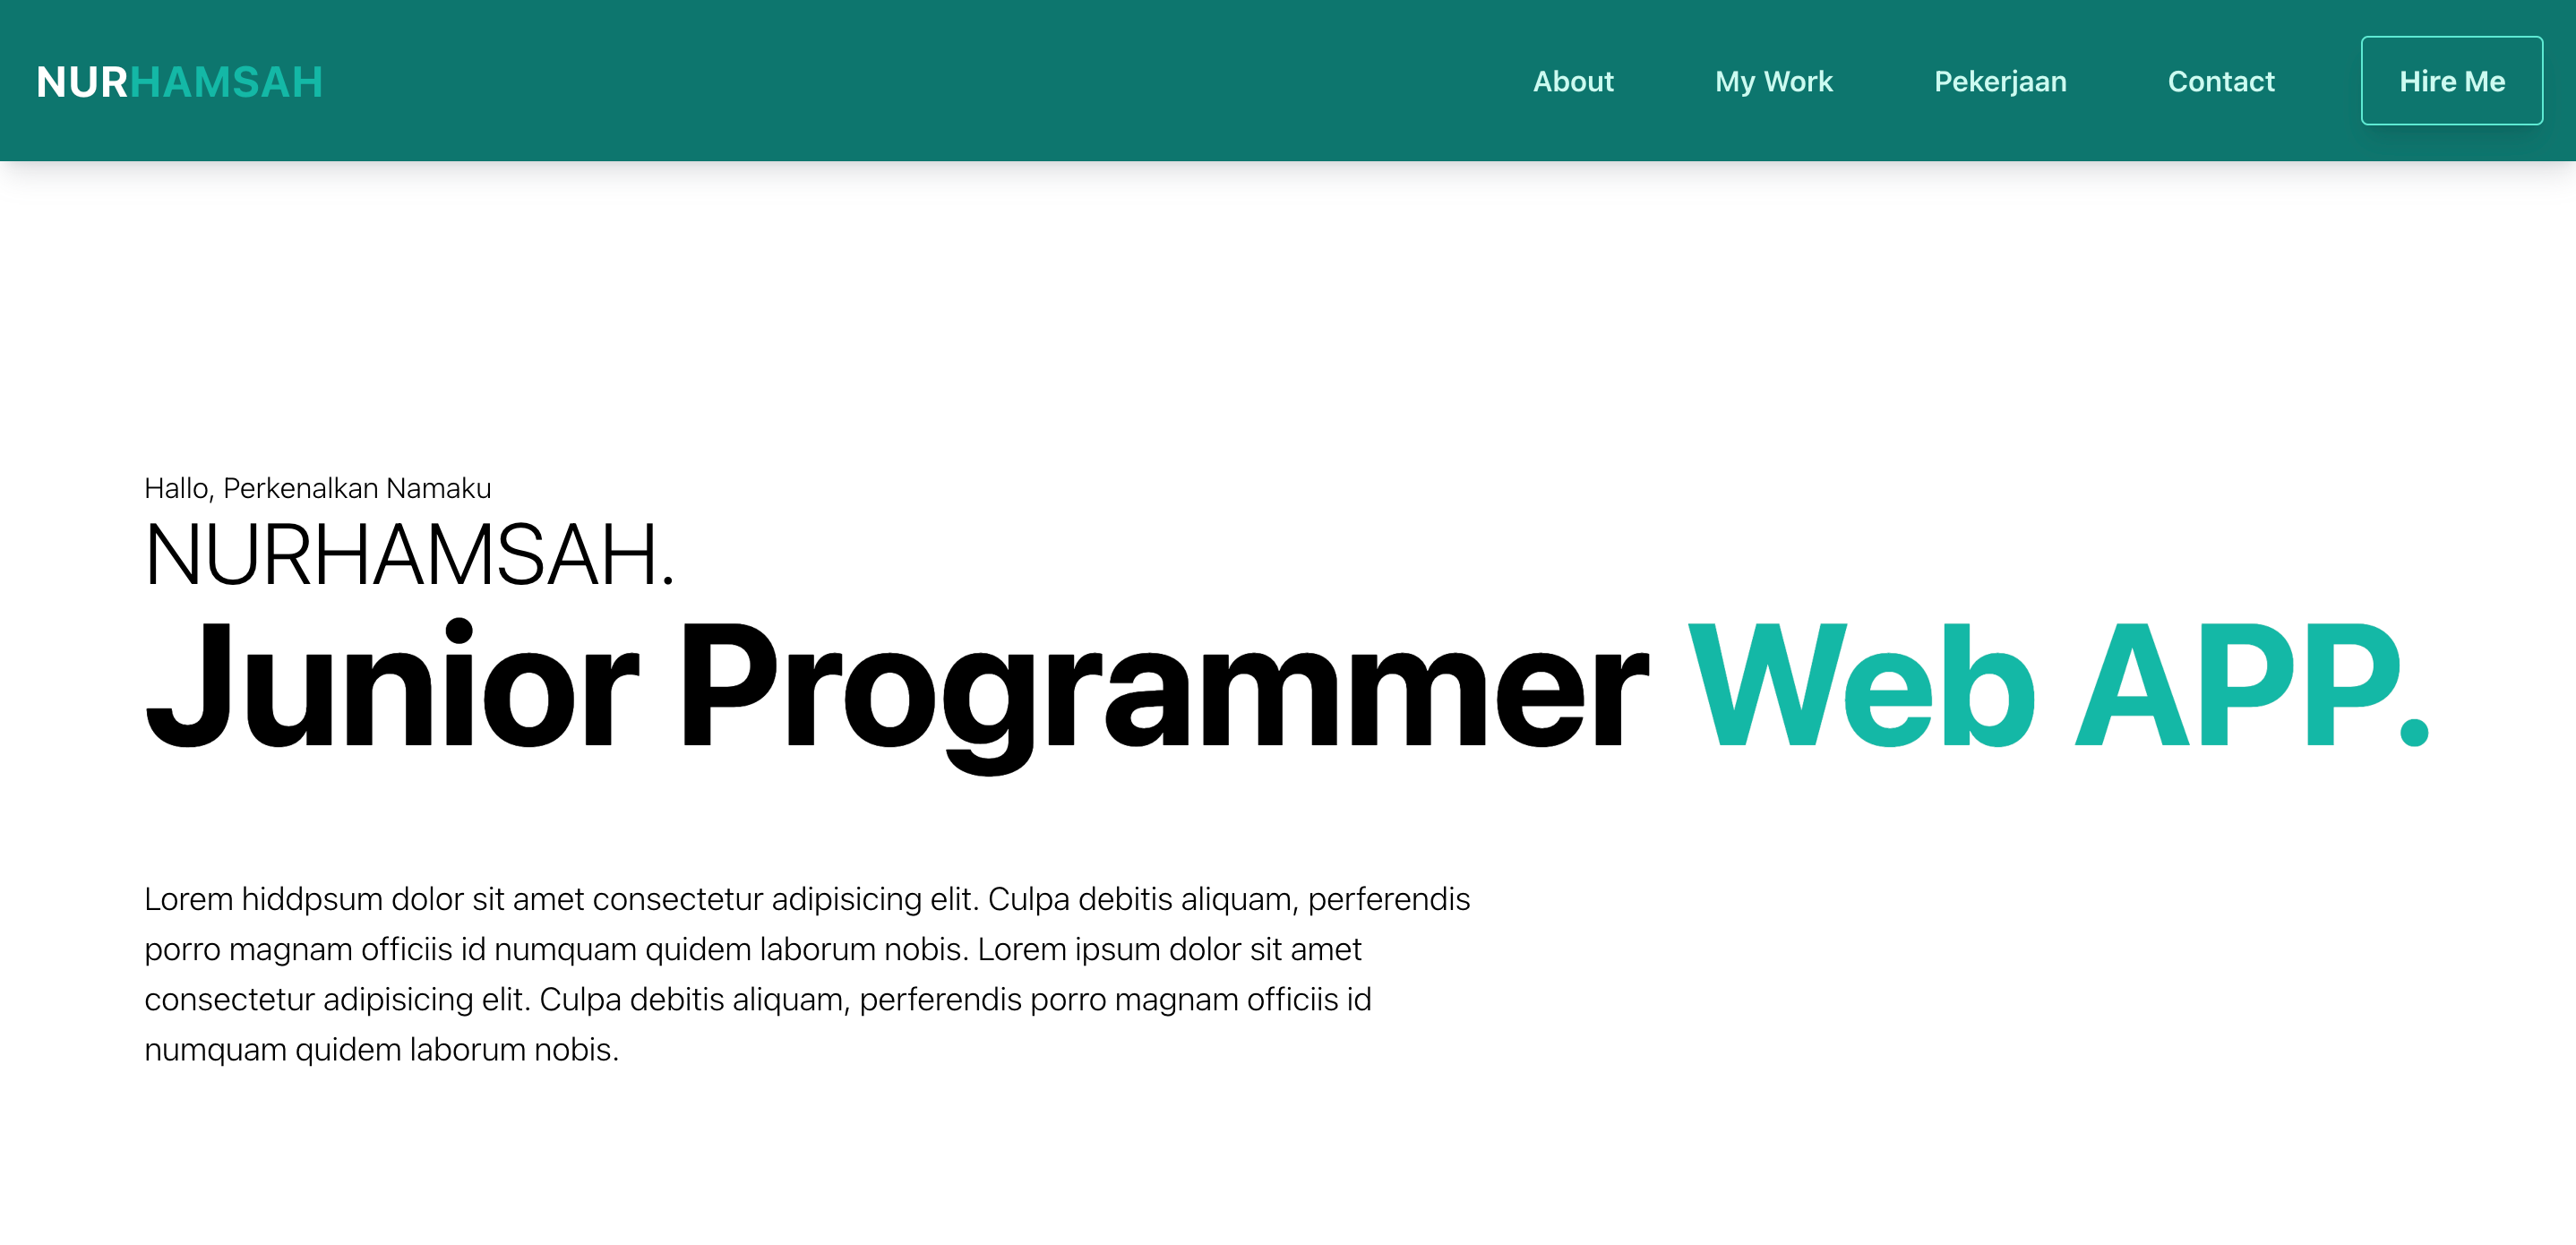 NURHAMSAH
About
My Work
Pekerjaan
Contact
Hire Me
Hallo, Perkenalkan Namaku
NURHAMSAH.
Junior Programmer Web APP.
Lorem hiddpsum dolor sit amet consectetur adipisicing elit. Culpa debitis aliquam, perferendis
porro magnam officiis id numquam quidem laborum nobis. Lorem ipsum dolor sit amet
consectetur adipisicing elit. Culpa debitis aliquam, perferendis porro magnam officiis id
numquam quidem laborum nobis.